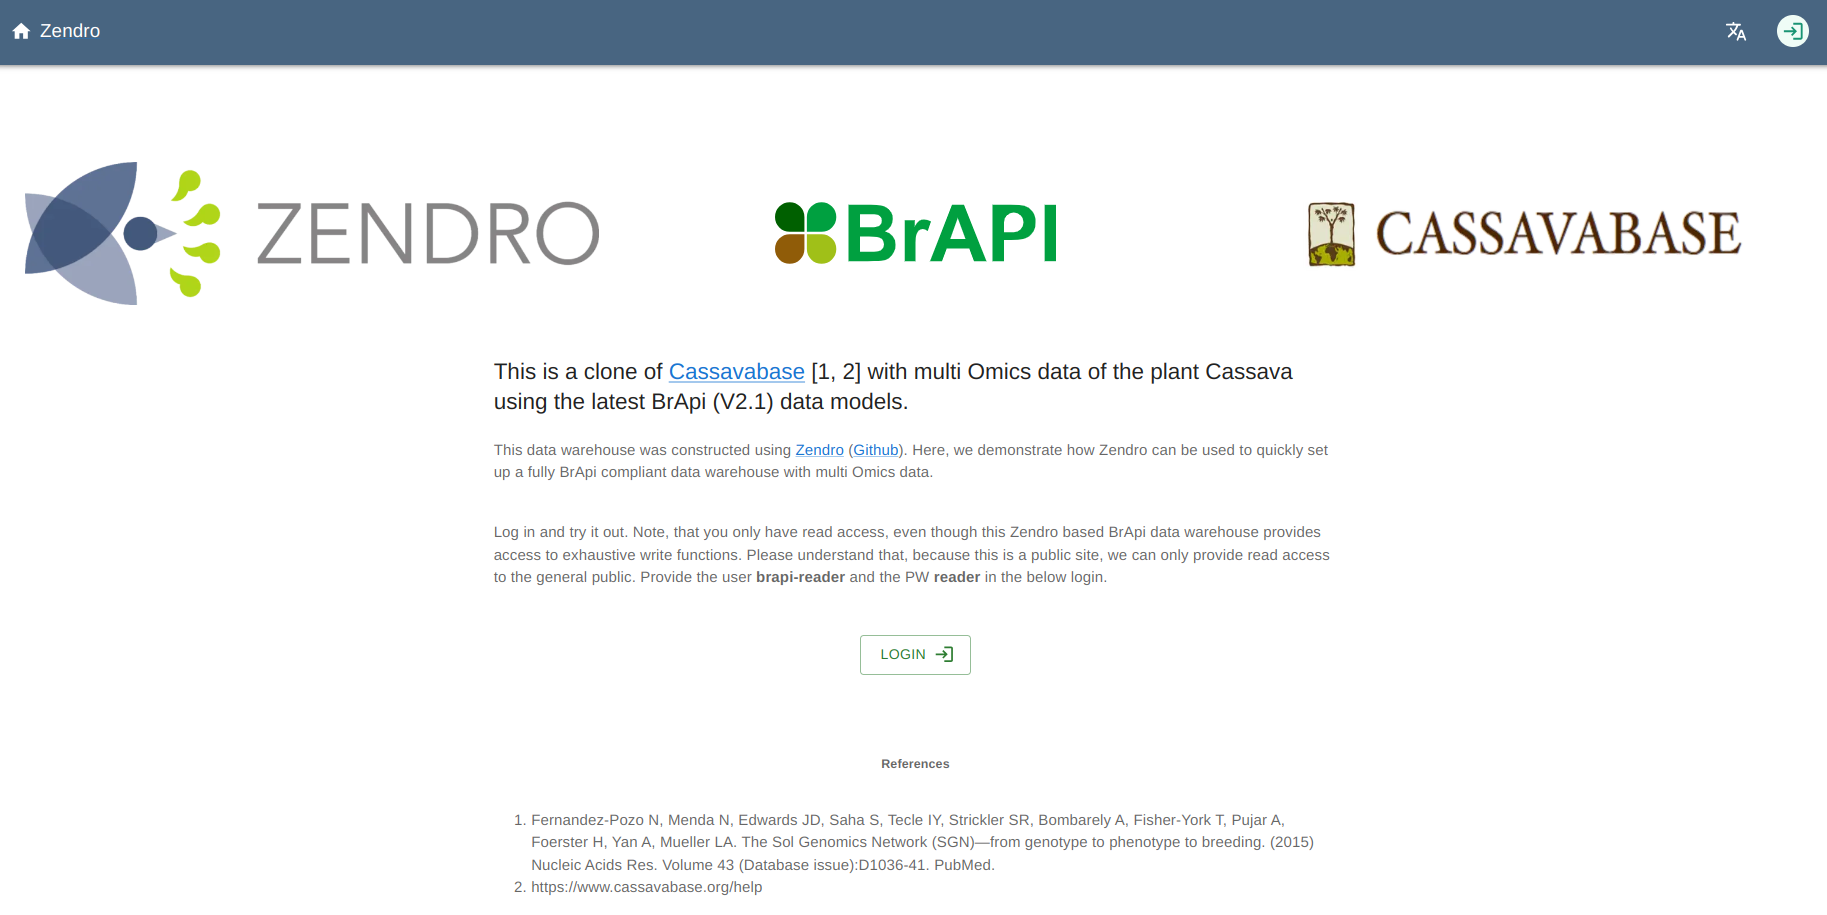 Zendro
ZENDRO
BrAPI
CASSAVABASE
This is a clone of Cassavabase [1, 2] with multi Omics data of the plant Cassava
using the latest BrApi (V2.1) data models.
This data warehouse was constructed using Zendro (Github). Here, we demonstrate how Zendro can be used to quickly set
up a fully BrApi compliant data warehouse with multi Omics data.
Log in and try it out. Note, that you only have read access, even though this Zendro based BrApi data warehouse provides
access to exhaustive write functions. Please understand that, because this is a public site, we can only provide read access
to the general public. Provide the user brapi-reader and the PW reader in the below login.
LOGIN
References
1. Fernandez-Pozo N, Menda N, Edwards JD, Saha S, Tecle IY, Strickler SR, Bombarely A, Fisher-York T, Pujar A,
Foerster H, Yan A, Mueller LA. The Sol Genomics Network (SGN)—from genotype to phenotype to breeding. (2015)
Nucleic Acids Res. Volume 43 (Database issue):D1036-41. PubMed.
2. https://www.cassavabase.org/help